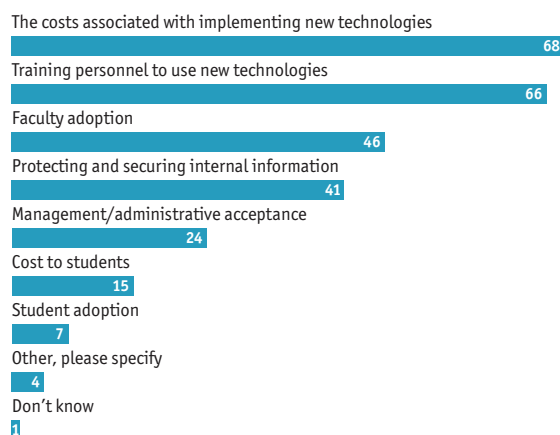 The costs associated with implementing new technologies
68
Training personnel to use new technologies
66
Faculty adoption
46
Protecting and securing internal information
41
Management/administrative acceptance
24
Cost to students
15
Student adoption
7
Other, please specify
4
Don’t know
1